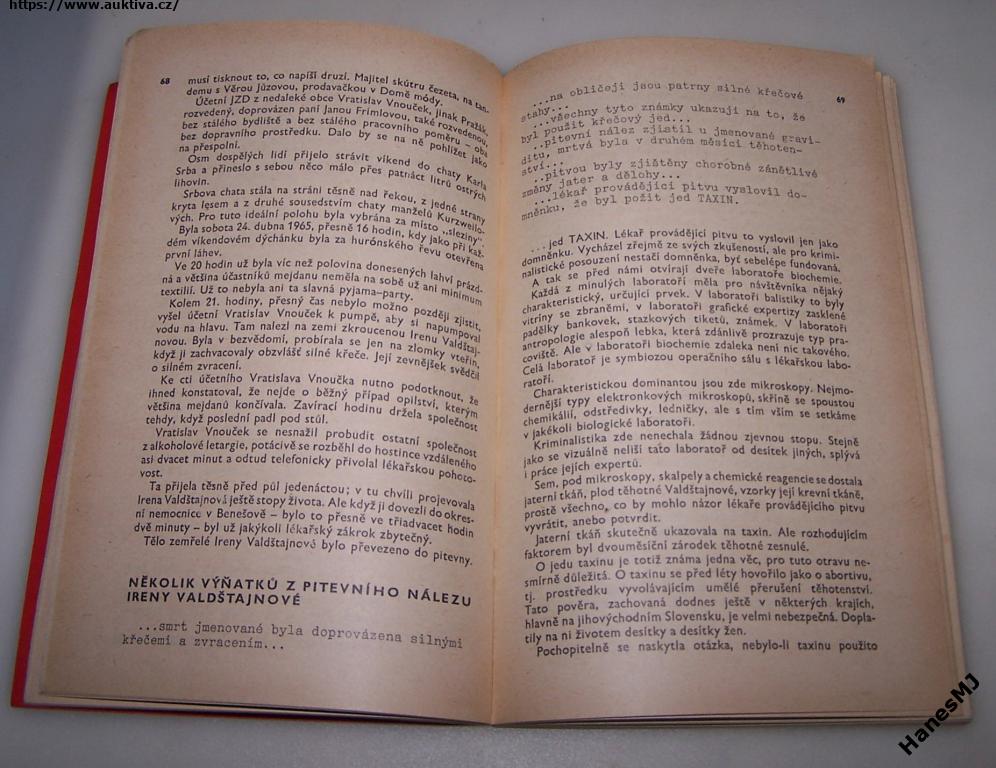 https://www.auktiva.cz/
68
musí tisknout to, co napíší druzí. Majitel skútru čezeta, na tan-
demu s Věrou Jůzovou, prodavačkou v Domě módy.
Účetní JZD z nedaleké obce Vratislav Vnouček, jinak Pražák,
rozvedený, doprovázen paní Janou Frimlovou, také rozvedenou,
bez stálého bydliště a bez stálého pracovního poměru – oba
bez dopravního prostředku. Dalo by se na ně pohlížet jako
na přespolní.
Osm dospělých lidí přijelo strávit víkend do chaty Karla
Srba a přineslo s sebou něco málo přes patnáct litrů ostrých
lihovin.
Srbova chata stála na stráni těsně nad řekou, z jedné strany
kryta lesem a z druhé sousedstvím chaty manželů Kurzweilo-
vých. Pro tuto ideální polohu byla vybrána za místo „sleziny".
Byla sobota 24. dubna 1965, přesně 16 hodin, kdy jako při kaž-
dém víkendovém dýchánku byla za hurónského řevu otevřena
první láhev.
Ve 20 hodin už byla víc než polovina donesených lahví prázd-
ná a většina účastníků mejdanu neměla na sobě už ani minimum
textilií. Už to nebyla ani ta slavná pyjama–party.
Kolem 21. hodiny, přesný čas nebylo možno později zjistit,
vyšel účetní Vratislav Vnouček k pumpě, aby si napumpoval
vodu na hlavu. Tam nalezl na zemi zkroucenou Irenu Valdštaj-
novou. Byla v bezvědomí, probírala se jen na zlomky vteřin,
když ji zachvacovaly obzvlášť silné křeče. Její zevnějšek svědčil
o silném zvracení.
Ke cti účetního Vratislava Vnoučka nutno podotknout, že
ihned konstatoval, že nejde o běžný případ opilství, kterým
většina mejdanů končívala. Zavírací hodinu držela společnost
tehdy, když poslední padl pod stůl.
Vratislav Vnouček se nesnažil probudit ostatní společnost
z alkoholové letargie, potácivě se rozběhl do hostince vzdáleného
asi dvacet minut a odtud telefonicky přivolal lékařskou pohoto-
vost.
Ta přijela těsně před půl jedenáctou; v tu chvíli projevovala
Irena Valdštajnová ještě stopy života. Ale když ji dovezli do okres-
ní nemocnice v Benešově – bylo to přesně ve třiadvacet hodin
dvě minuty – byl už jakýkoli lékařský zákrok zbytečný.
Tělo zemřelé Ireny Valdštajnové bylo převezeno do pitevny.
NĚKOLIK VÝŇATKŮ Z PITEVNÍHO NÁLEZU
IRENY VALDŠTAJNOVÉ
...smrt jmenované byla doprovázena silnými
křečemi a zvracením...
69
...na obličeji jsou patrny silné křečové
stahy...
...všechny tyto známky ukazují na to, že
byl použit křečový jed...
...pitevní nález zjistil u jmenované gravi-
ditu, mrtvá byla v druhém měsíci těhoten-
ství...
...pitvou byly zjištěny chorobné zánětlivé
změny jater a dělohy...
...lékař provádějící pitvu vyslovil do-
mněnku, že byl požit jed TAXIN.
...jed TAXIN. Lékař provádějící pitvu to vyslovil jen jako
domněnku. Vycházel zřejmě ze svých zkušeností, ale pro krimi-
nalistické posouzení nestačí domněnka, byť sebelépe fundovaná.
A tak se před námi otvírají dveře laboratoře biochemie.
Každá z minulých laboratoří měla pro návštěvníka nějaký
charakteristický, určující prvek. V laboratoři balistiky to byly
vitríny se zbraněmi, v laboratoři grafické expertizy zasklené
padělky bankovek, stazkových tiketů, známek. V laboratoři
antropologie alespoň lebka, která zdánlivě prozrazuje typ pra-
coviště. Ale v laboratoři biochemie zdaleka není nic takového.
Celá laboratoř je symbiozou operačního sálu s lékařskou labo-
ratoří.
Charakteristickou dominantou jsou zde mikroskopy. Nejmo-
dernější typy elektronkových mikroskopů, skříně se spoustou
chemikálií, odstředivky, ledničky, ale s tím vším se setkáme
v jakékoli biologické laboratoři.
Kriminalistika zde nenechala žádnou zjevnou stopu. Stejně
jako se vizuálně neliší tato laboratoř od desítek jiných, splývá
i práce jejích expertů.
Sem, pod mikroskopy, skalpely a chemické reagencie se dostala
jaterní tkáň, plod těhotné Valdštajnové, vzorky její krevní tkáně,
prostě všechno, co by mohlo názor lékaře provádějícího pitvu
vyvrátit, anebo potvrdit.
Jaterní tkáň skutečně ukazovala na taxin. Ale rozhodujícím
faktorem byl dvouměsíční zárodek těhotné zesnulé.
O jedu taxinu je totiž známa jedna věc, pro tuto otravu ne-
smírně důležitá. O taxinu se před léty hovořilo jako o abortivu,
tj. prostředku vyvolávajícím umělé přerušení těhotenství.
Tato pověra, zachovaná dodnes ještě v některých krajích,
hlavně na jihovýchodním Slovensku, je velmi nebezpečná. Dopla-
tily na ni životem desítky a desítky žen.
Pochopitelně se naskytla otázka, nebylo-li taxinu použito
HanesMJ